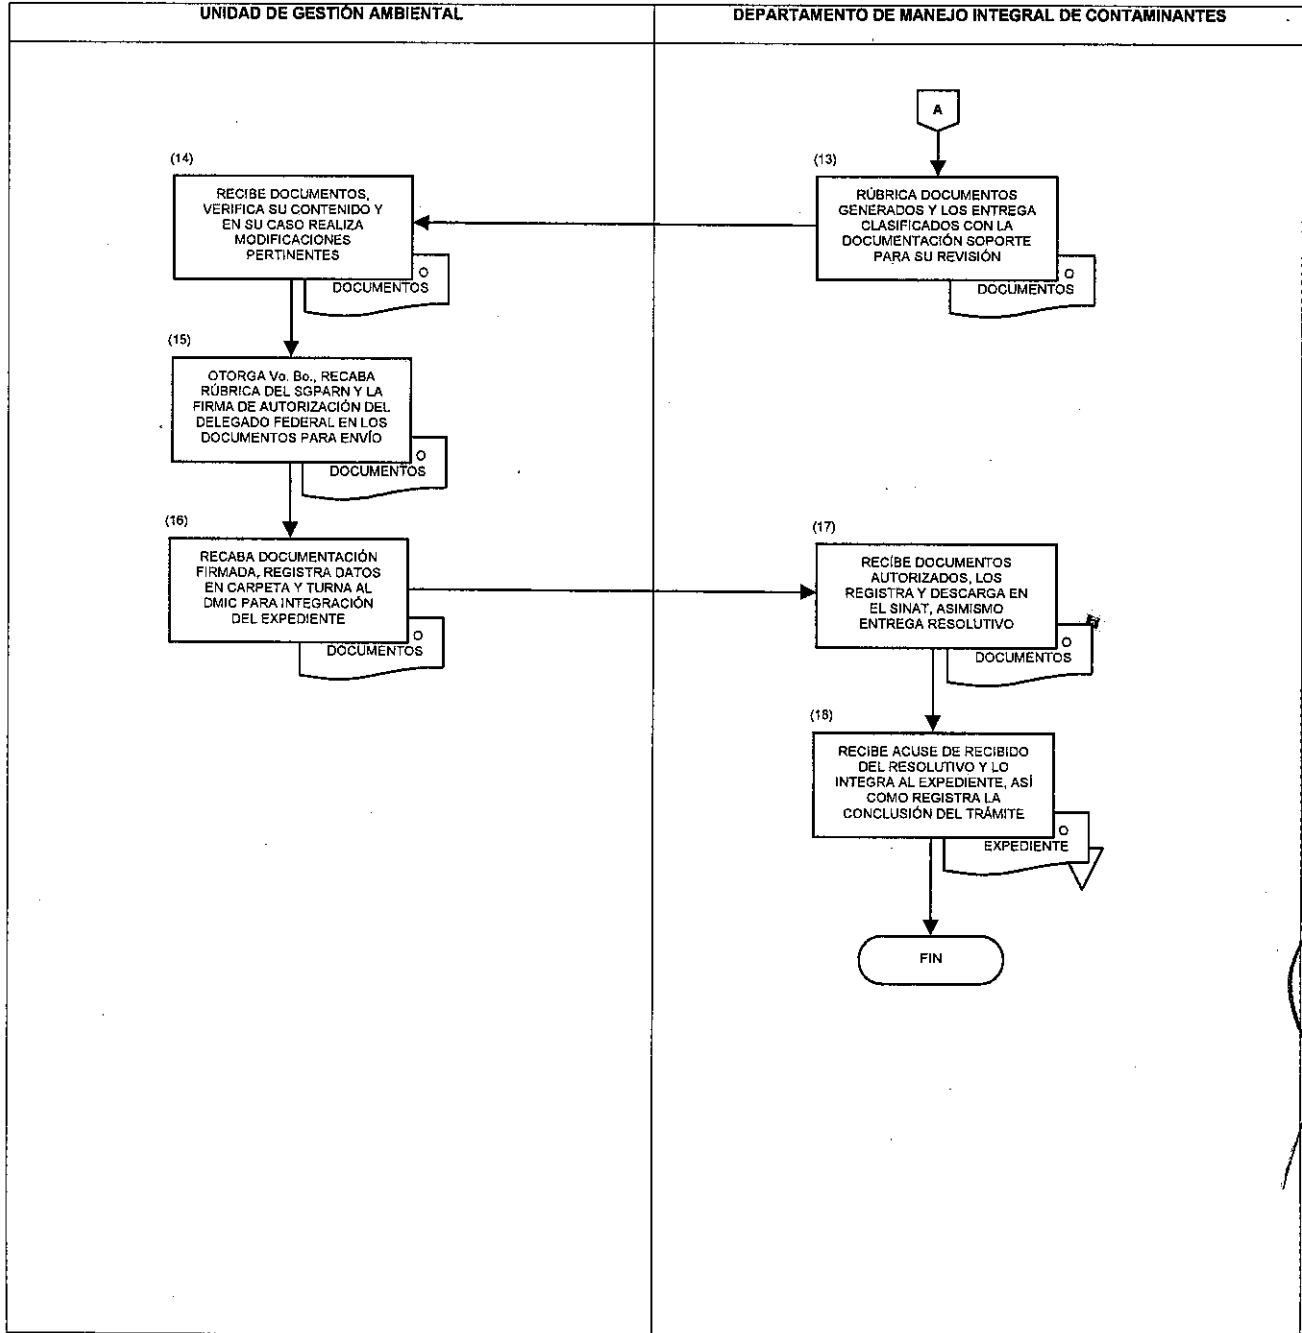 UNIDAD DE GESTIÓN AMBIENTAL
DEPARTAMENTO DE MANEJO INTEGRAL DE CONTAMINANTES
A
(13)
RÚBRICA DOCUMENTOS
GENERADOS Y LOS ENTREGA
CLASIFICADOS CON LA
DOCUMENTACIÓN SOPORTE
PARA SU REVISIÓN
O
DOCUMENTOS
(14)
RECIBE DOCUMENTOS,
VERIFICA SU CONTENIDO Y
EN SU CASO REALIZA
MODIFICACIONES
PERTINENTES
O
DOCUMENTOS
(15)
OTORGA Vo. Bo., RECABA
RÚBRICA DEL SGPARN Y LA
FIRMA DE AUTORIZACIÓN DEL
DELEGADO FEDERAL EN LOS
DOCUMENTOS PARA ENVÍO
O
DOCUMENTOS
(16)
RECABA DOCUMENTACIÓN
FIRMADA, REGISTRA DATOS
EN CARPETA Y TURNA AL
DMIC PARA INTEGRACIÓN
DEL EXPEDIENTE
O
DOCUMENTOS
(17)
RECIBE DOCUMENTOS
AUTORIZADOS, LOS
REGISTRA Y DESCARGA EN
EL SINAT, ASIMISMO
ENTREGA RESOLUTIVO
O
DOCUMENTOS
(18)
RECIBE ACUSE DE RECIBIDO
DEL RESOLUTIVO Y LO
INTEGRA AL EXPEDIENTE, ASÍ
COMO REGISTRA LA
CONCLUSIÓN DEL TRÁMITE
O
EXPEDIENTE
FIN